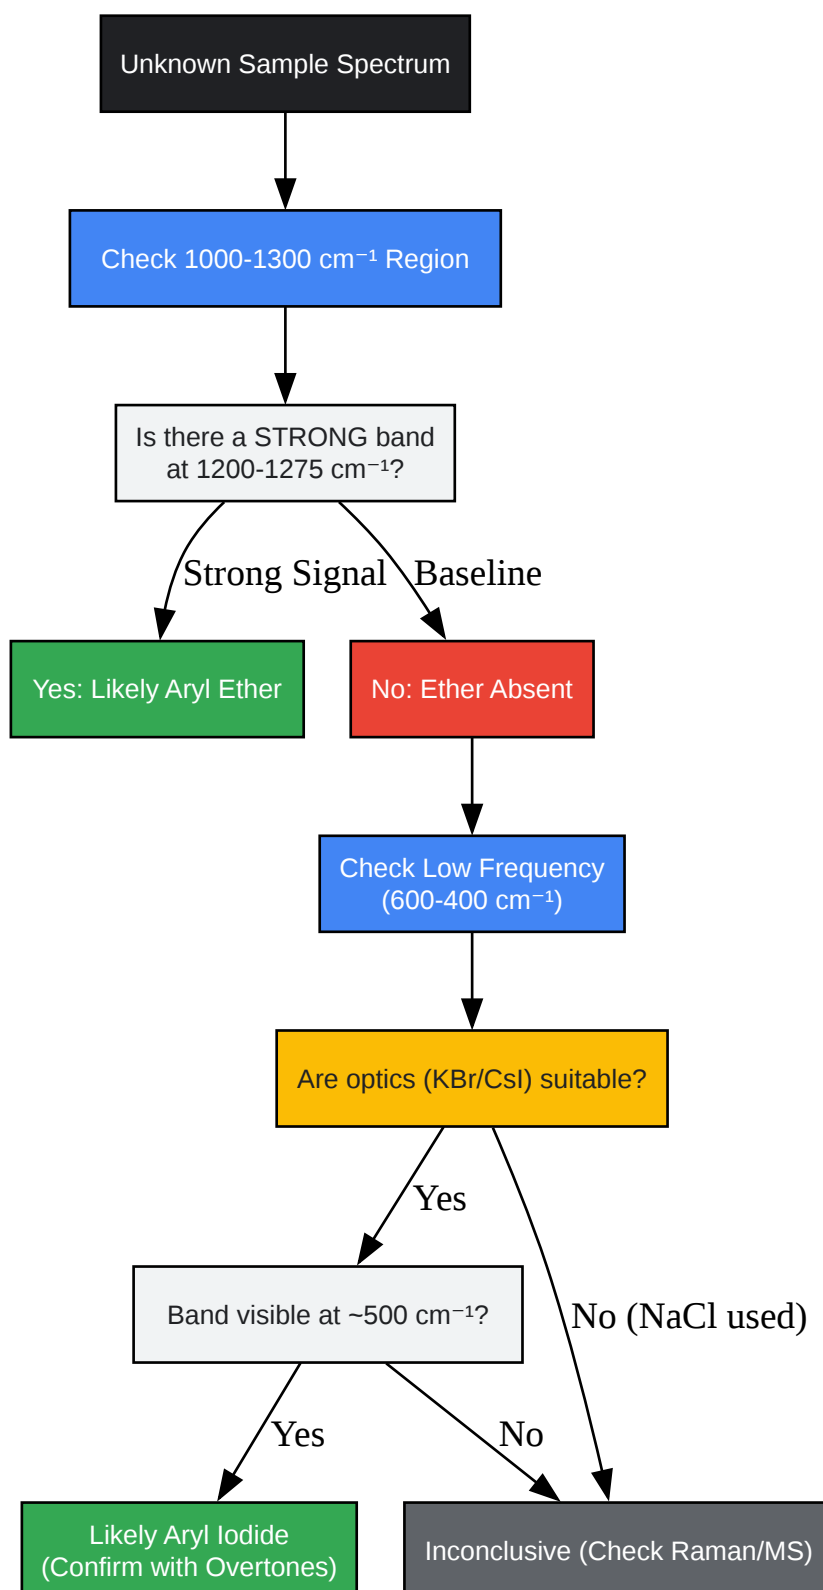 Unknown Sample Spectrum
Check 1000-1300 cm⁻¹ Region
Is there a STRONG band
at 1200-1275 cm⁻¹?
Strong Signal
Baseline
Yes: Likely Aryl Ether
No: Ether Absent
Check Low Frequency
(600-400 cm⁻¹)
Are optics (KBr/CsI) suitable?
Yes
Band visible at ~500 cm⁻¹?
No (NaCl used)
Yes
No
Likely Aryl Iodide
(Confirm with Overtones)
Inconclusive (Check Raman/MS)